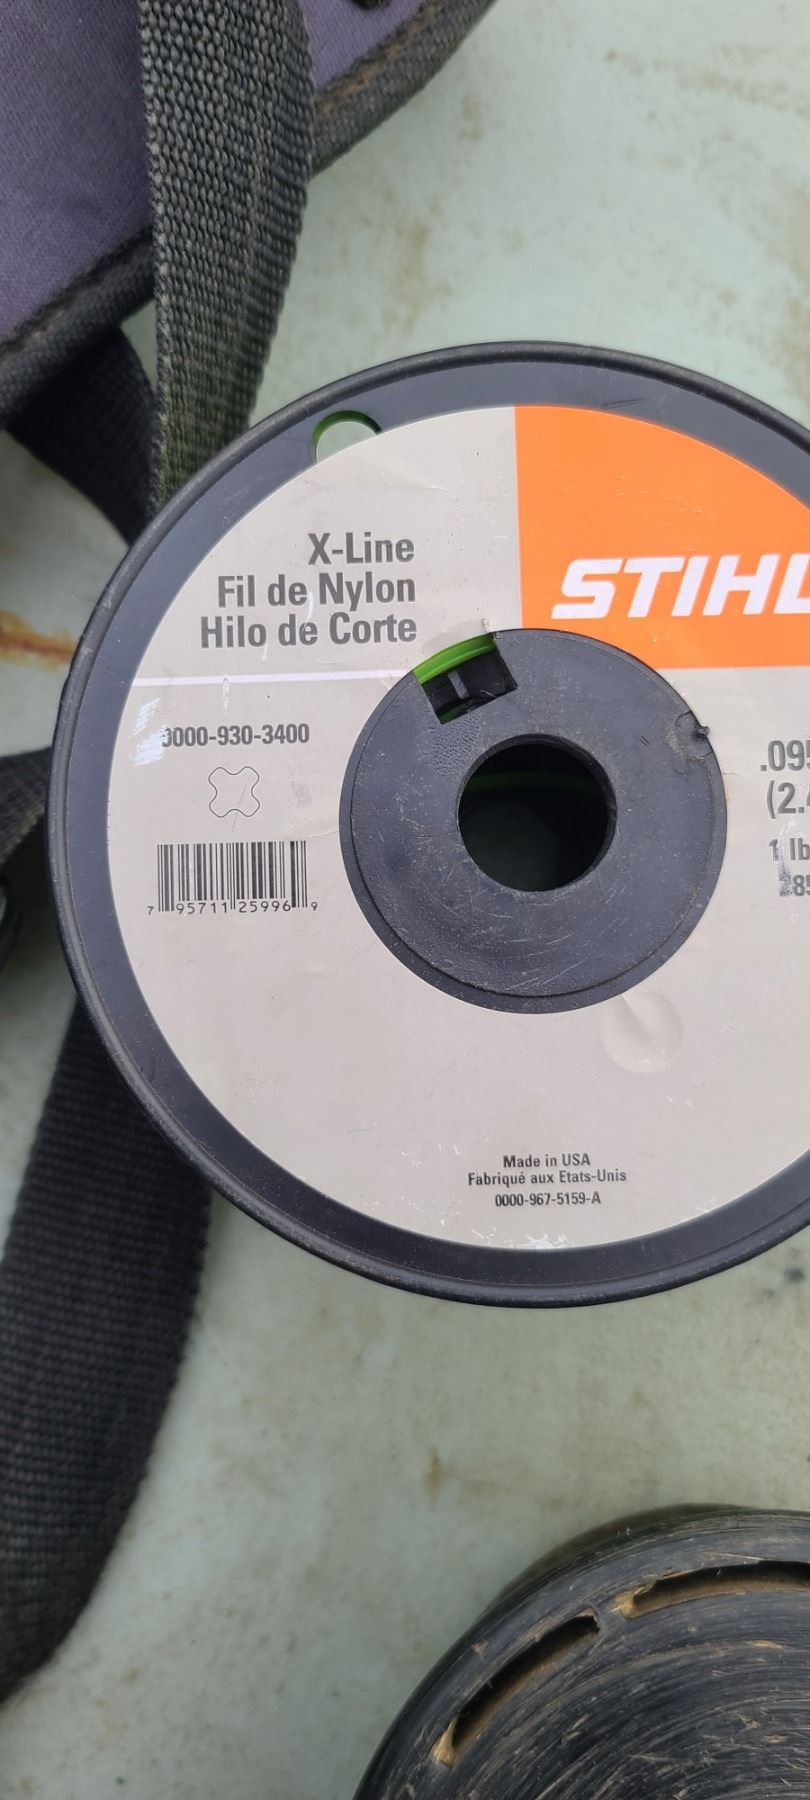 X-Line
Fil de Nylon
Hilo de Corte
STIHL
0000-930-3400
7 95711 25996 9
.095
(2.4
1 lb
285
Made in USA
Fabriqué aux Etats-Unis
0000-967-5159-A